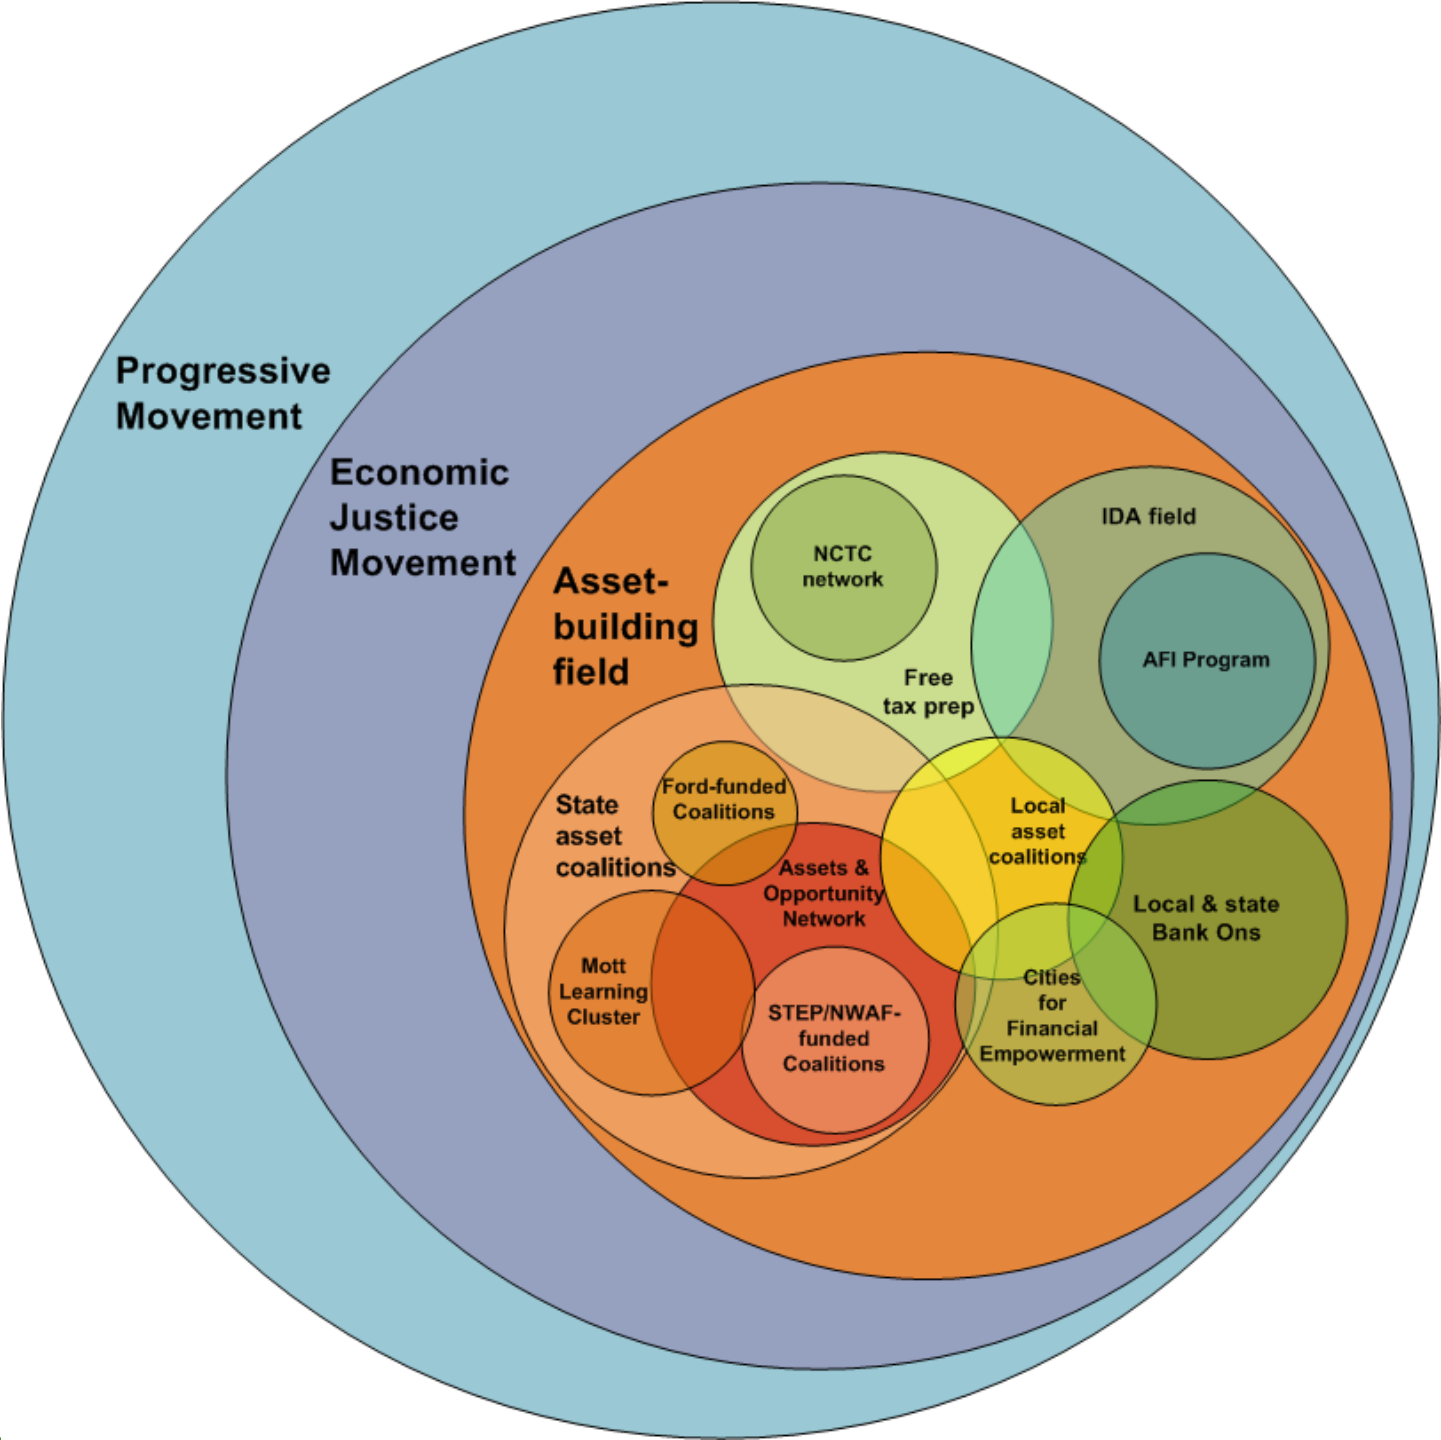 Progressive
Movement
Economic
Justice
Movement
Asset-
building
field
NCTC
network
Free
tax prep
IDA field
AFI Program
State
asset
coalitions
Ford-funded
Coalitions
Assets &
Opportunity
Network
Mott
Learning
Cluster
STEP/NWAF-
funded
Coalitions
Local
asset
coalitions
Local & state
Bank Ons
Cities
for
Financial
Empowerment